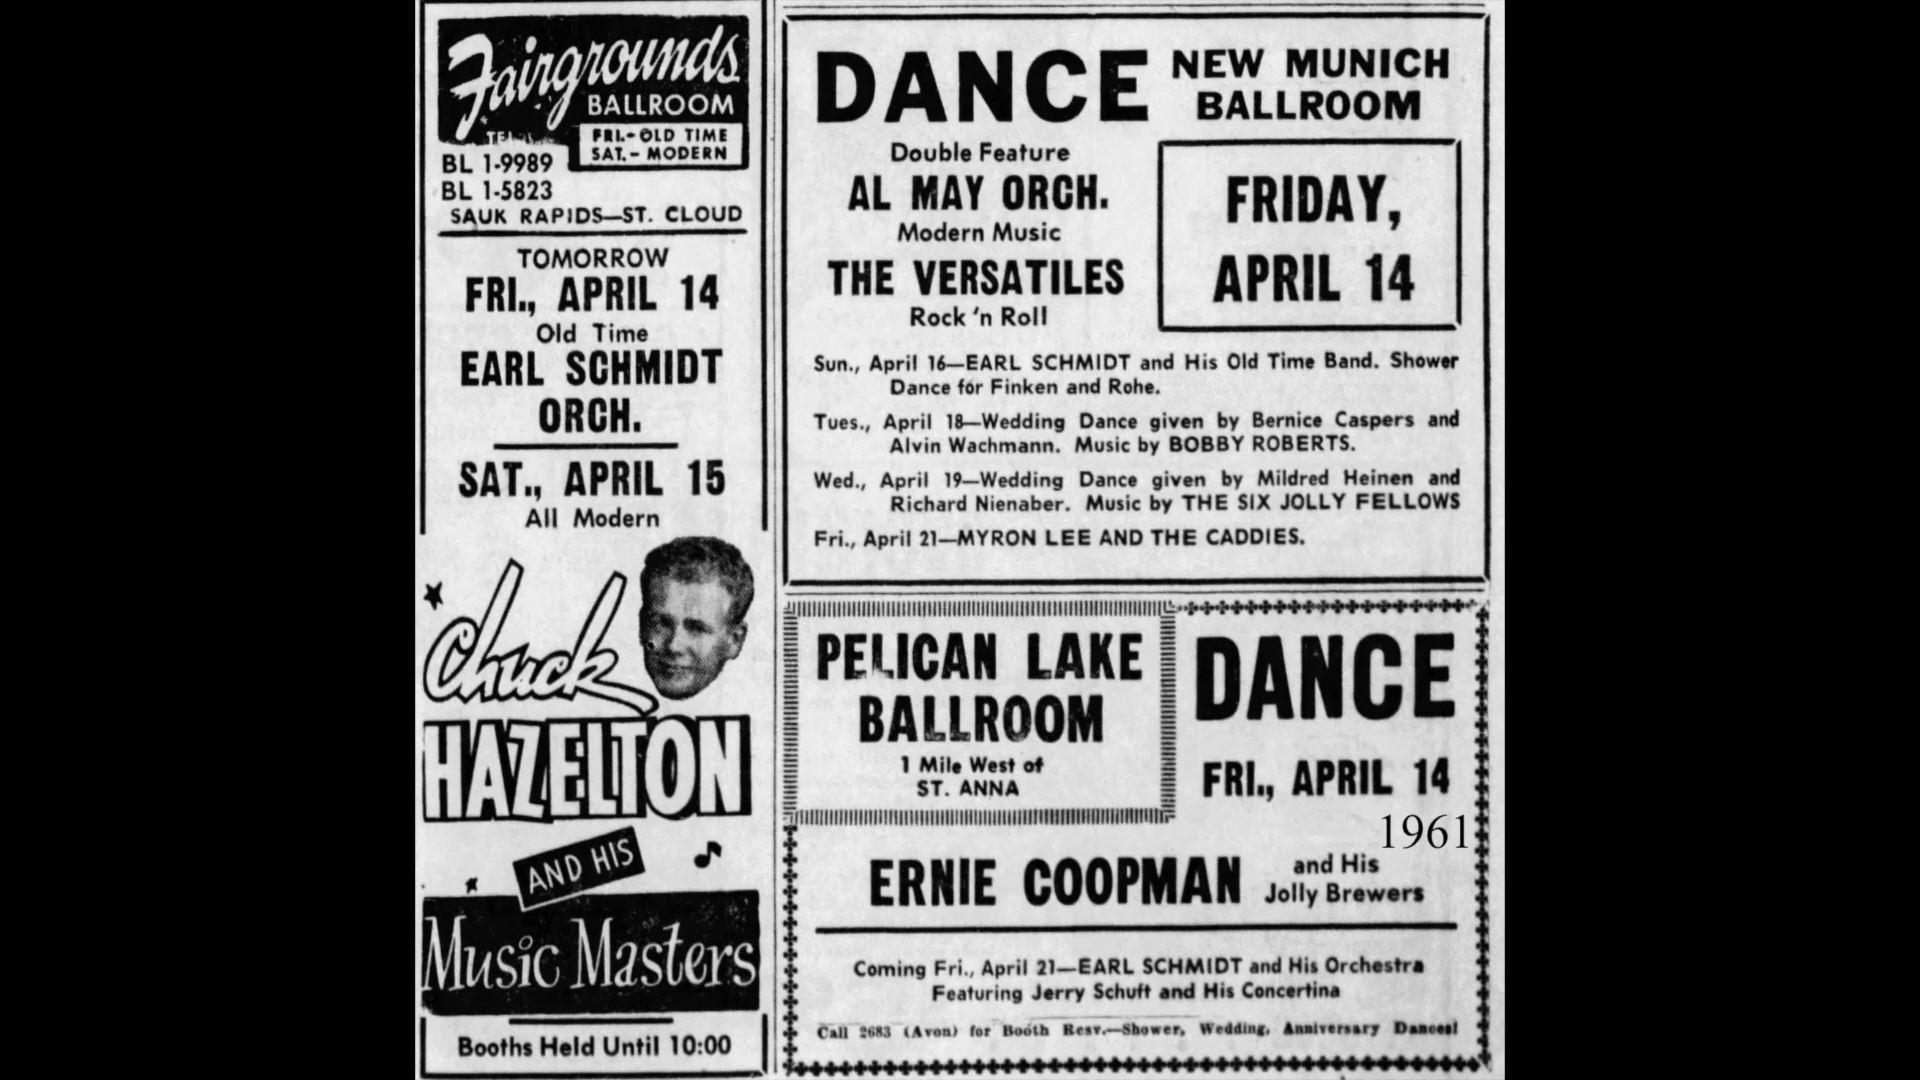 Fairgrounds
BALLROOM
TEL.
FRI.-OLD TIME
SAT.-MODERN
BL 1-9989
BL 1-5823
SAUK RAPIDS—ST. CLOUD
TOMORROW
FRI., APRIL 14
Old Time
EARL SCHMIDT
ORCH.
SAT., APRIL 15
All Modern
Chuck
HAZELTON
AND HIS
Music Masters
Booths Held Until 10:00
DANCE
NEW MUNICH
BALLROOM
Double Feature
AL MAY ORCH.
Modern Music
THE VERSATILES
Rock 'n Roll
FRIDAY,
APRIL 14
Sun., April 16—EARL SCHMIDT and His Old Time Band. Shower
Dance for Finken and Rohe.
Tues., April 18—Wedding Dance given by Bernice Caspers and
Alvin Wachmann. Music by BOBBY ROBERTS.
Wed., April 19—Wedding Dance given by Mildred Heinen and
Richard Nienaber. Music by THE SIX JOLLY FELLOWS
Fri., April 21—MYRON LEE AND THE CADDIES.
PELICAN LAKE
BALLROOM
1 Mile West of
ST. ANNA
DANCE
FRI., APRIL 14
1961
ERNIE COOPMAN
and His
Jolly Brewers
Coming Fri., April 21—EARL SCHMIDT and His Orchestra
Featuring Jerry Schuft and His Concertina
Call 2683 (Avon) for Booth Resv.—Shower, Wedding, Anniversary Dances!